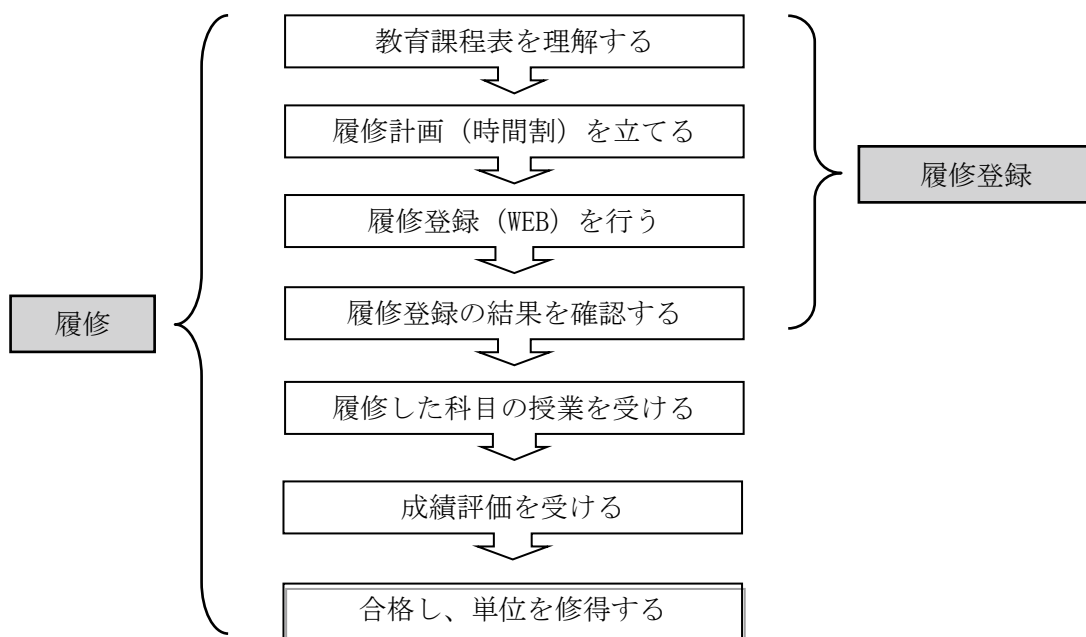 教育課程表を理解する
履修計画（時間割）を立てる
履修登録
履修登録（WEB）を行う
履修登録の結果を確認する
履修
履修した科目の授業を受ける
成績評価を受ける
合格し、単位を修得する